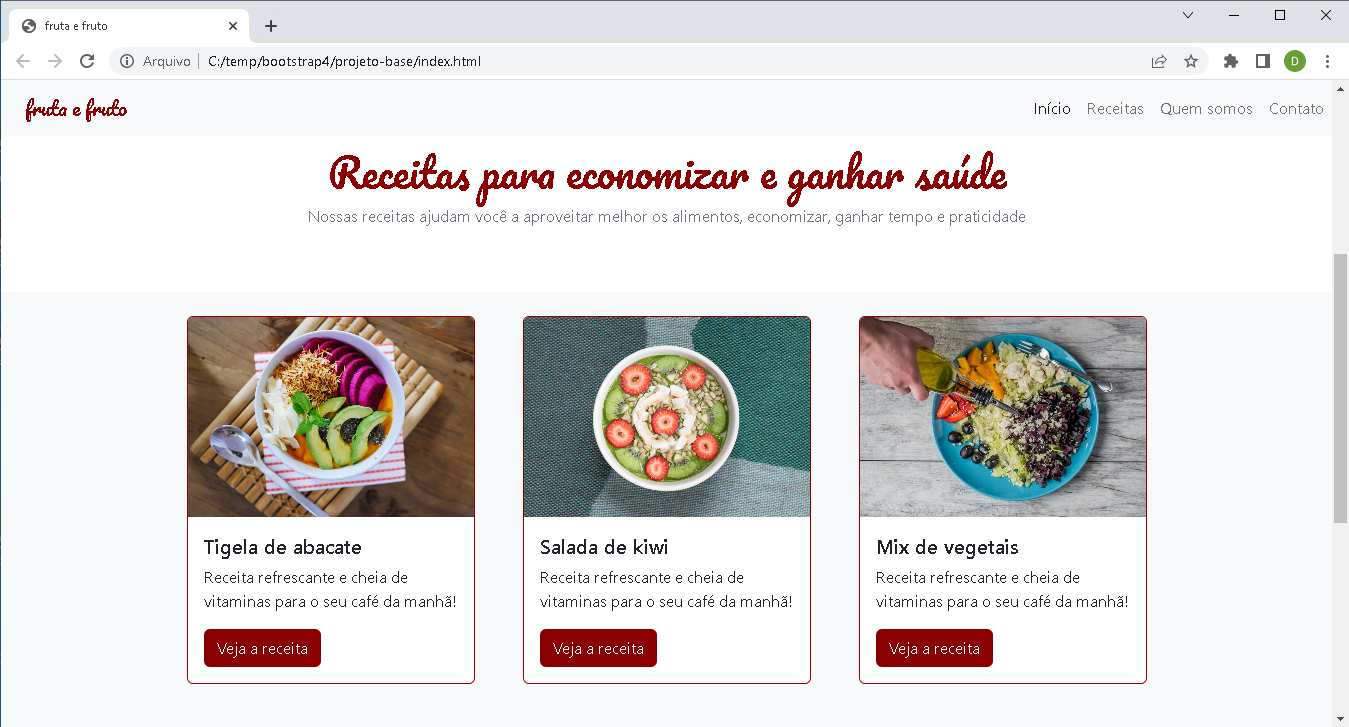 fruta e fruto
Arquivo C:/temp/bootstrap4/projeto-base/index.html
D
fruta e fruto
Início Receitas Quem somos Contato
Receitas para economizar e ganhar saúde
Nossas receitas ajudam você a aproveitar melhor os alimentos, economizar, ganhar tempo e praticidade
Tigela de abacate
Receita refrescante e cheia de
vitaminas para o seu café da manhã!
Veja a receita
Salada de kiwi
Receita refrescante e cheia de
vitaminas para o seu café da manhã!
Veja a receita
Mix de vegetais
Receita refrescante e cheia de
vitaminas para o seu café da manhã!
Veja a receita